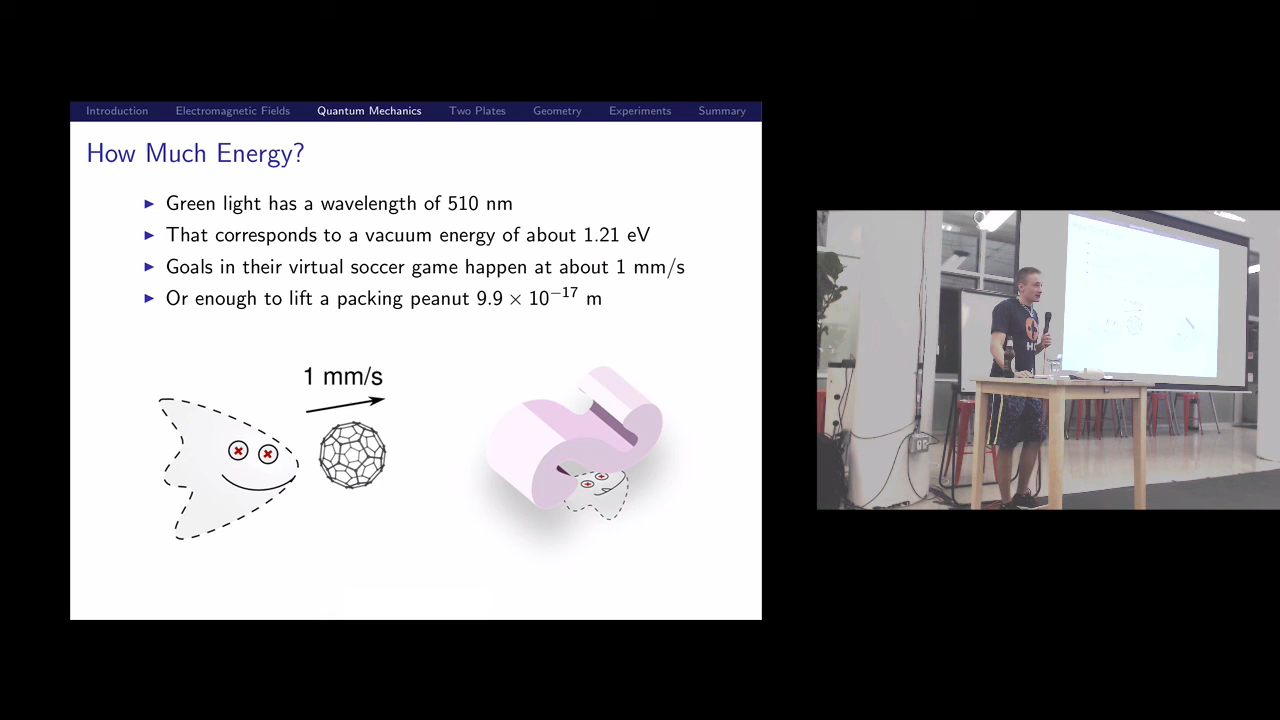 Introduction Electromagnetic Fields Quantum Mechanics Two Plates Geometry Experiments Summary
How Much Energy?
Green light has a wavelength of 510 nm
That corresponds to a vacuum energy of about 1.21 eV
Goals in their virtual soccer game happen at about 1 mm/s
Or enough to lift a packing peanut 9.9 × 10⁻¹⁷ m
1 mm/s